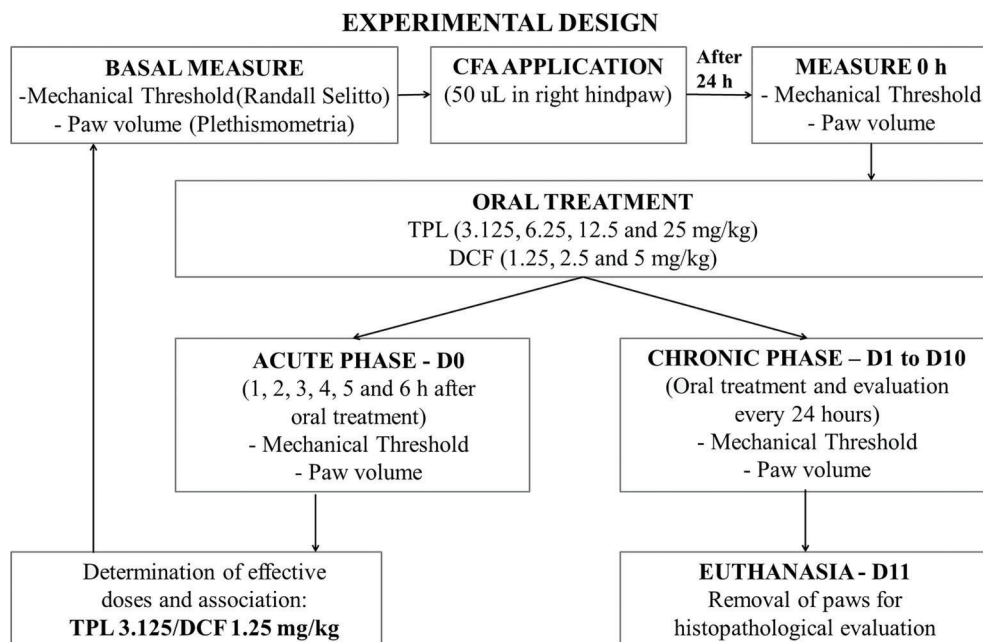 EXPERIMENTAL DESIGN
BASAL MEASURE
-Mechanical Threshold (Randall Selitto)
- Paw volume (Plethismometria)
CFA APPLICATION
(50 uL in right hindpaw)
After
24 h
MEASURE 0 h
- Mechanical Threshold
- Paw volume
ORAL TREATMENT
TPL (3.125, 6.25, 12.5 and 25 mg/kg)
DCF (1.25, 2.5 and 5 mg/kg)
ACUTE PHASE - D0
(1, 2, 3, 4, 5 and 6 h after
oral treatment)
- Mechanical Threshold
- Paw volume
CHRONIC PHASE – D1 to D10
(Oral treatment and evaluation
every 24 hours)
- Mechanical Threshold
- Paw volume
Determination of effective
doses and association:
TPL 3.125/DCF 1.25 mg/kg
EUTHANASIA - D11
Removal of paws for
histopathological evaluation